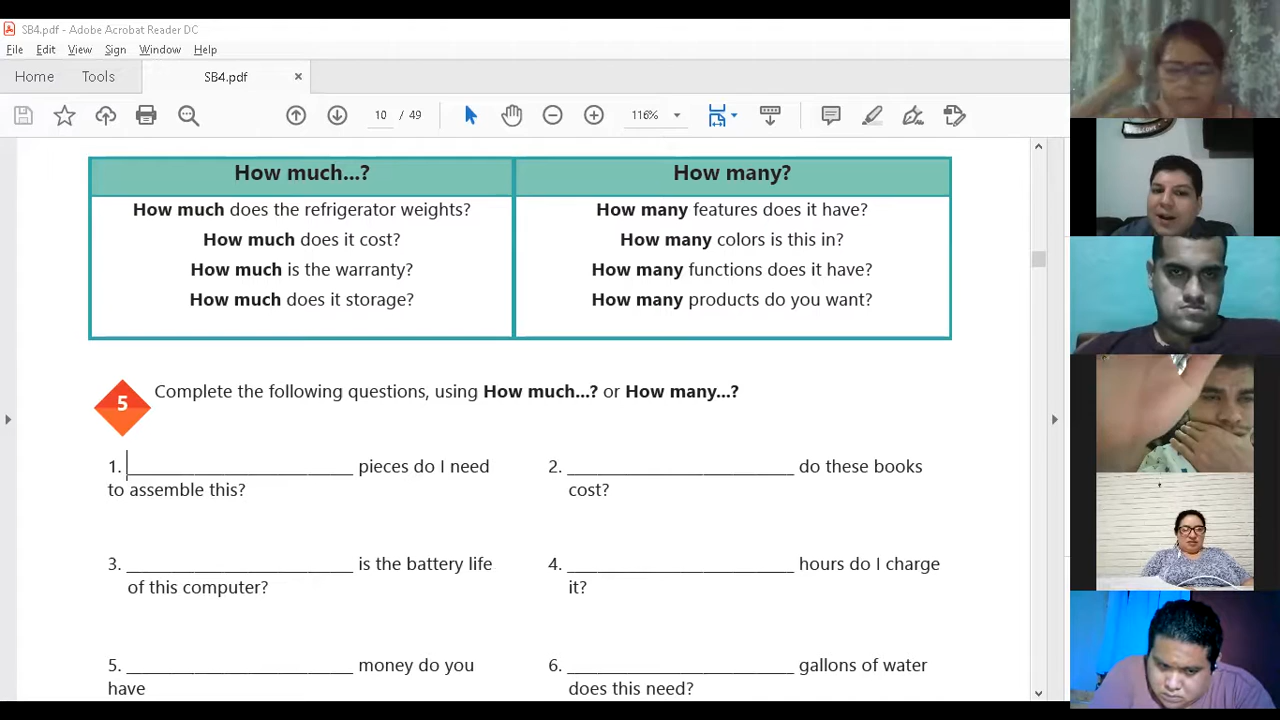 SB4.pdf - Adobe Acrobat Reader DC
File Edit View Sign Window Help
Home Tools SB4.pdf ×
10 / 49 116%
How much...? How many?
How much does the refrigerator weights? How many features does it have?
How much does it cost? How many colors is this in?
How much is the warranty? How many functions does it have?
How much does it storage? How many products do you want?
5 Complete the following questions, using How much...? or How many...?
1. _________________________ pieces do I need
to assemble this?
2. _________________________ do these books
cost?
3. _________________________ is the battery life
of this computer?
4. _________________________ hours do I charge
it?
5. _________________________ money do you
have
6. _________________________ gallons of water
does this need?